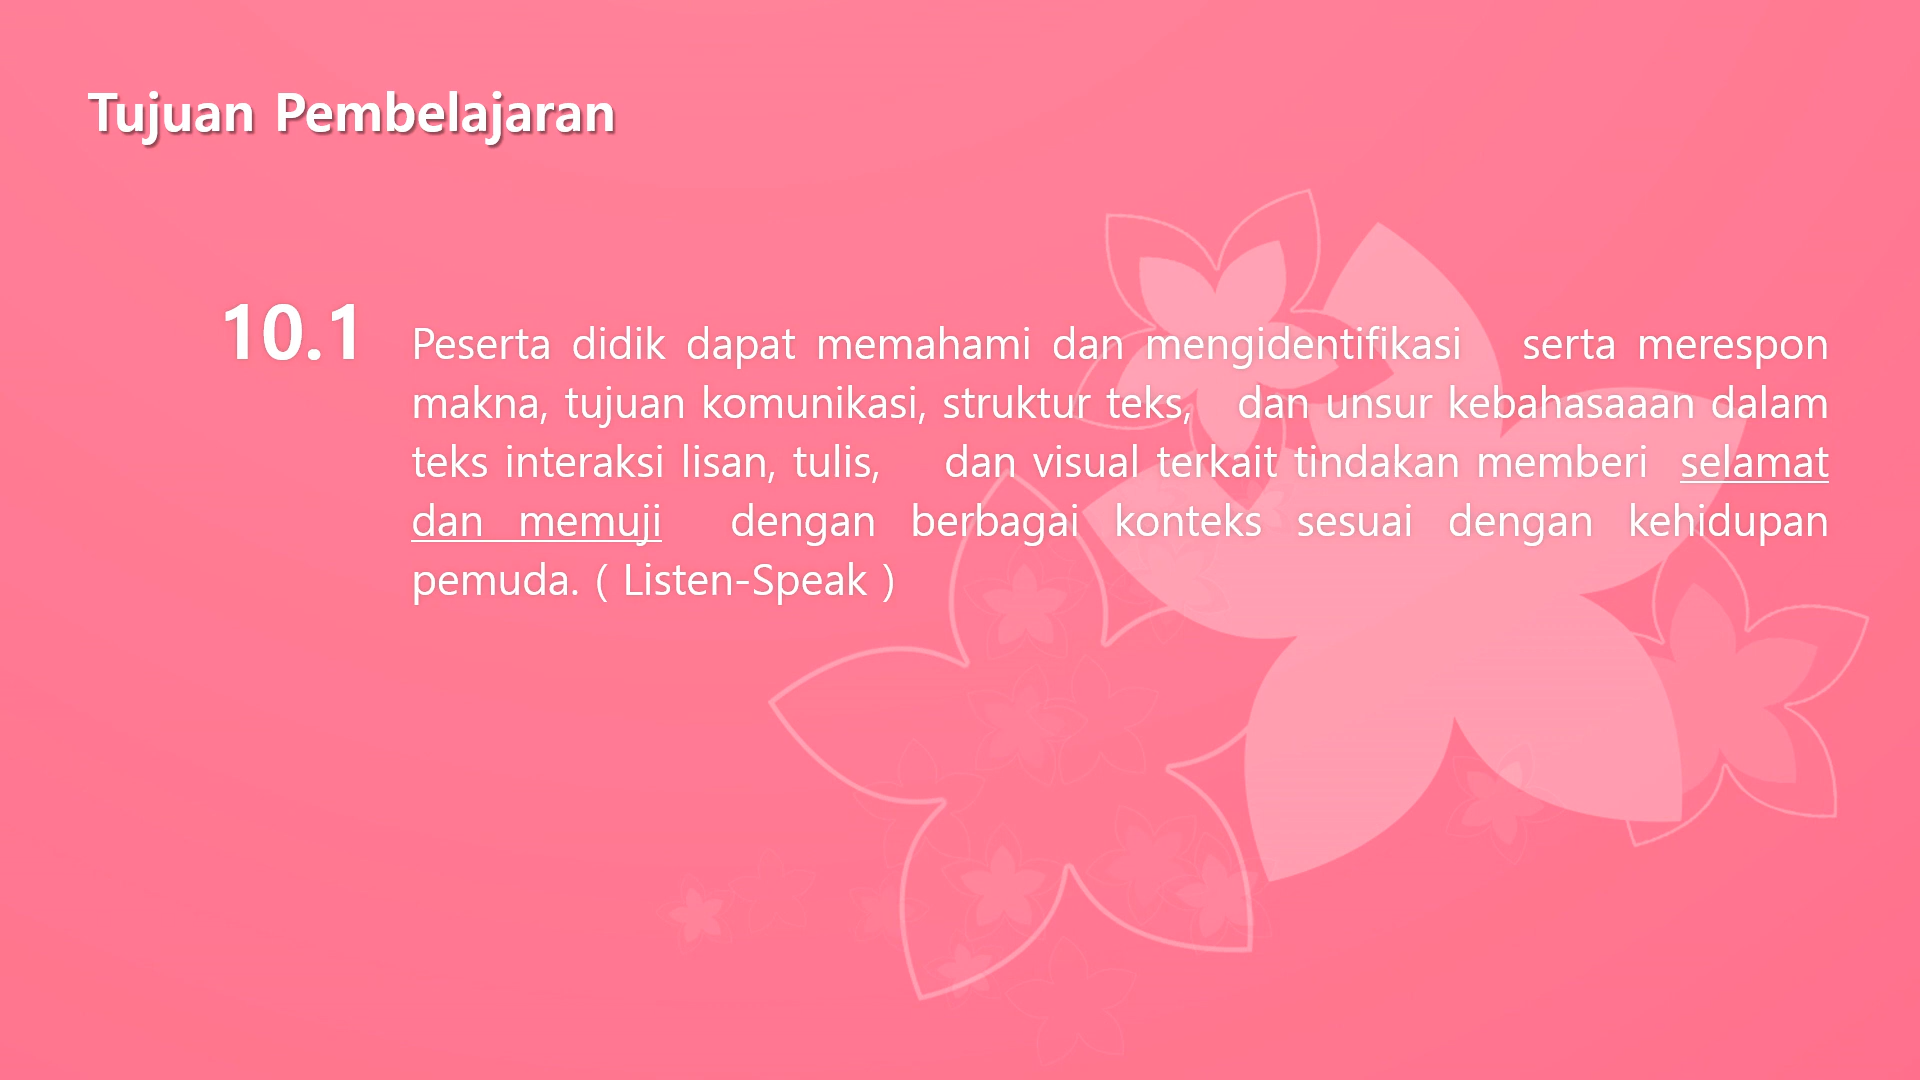 Tujuan Pembelajaran
10.1
Peserta didik dapat memahami dan mengidentifikasi serta merespon
makna, tujuan komunikasi, struktur teks, dan unsur kebahasaaan dalam
teks interaksi lisan, tulis, dan visual terkait tindakan memberi selamat
dan memuji dengan berbagai konteks sesuai dengan kehidupan
pemuda. ( Listen-Speak )